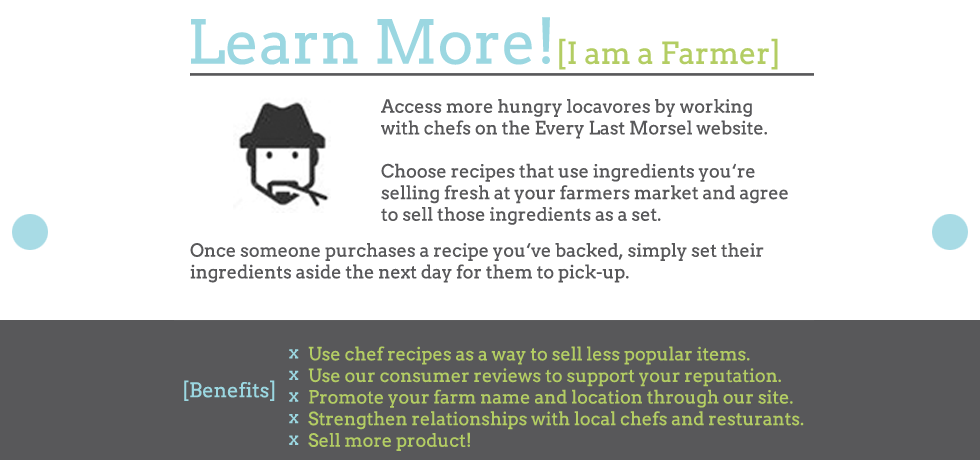 Learn More! [I am a Farmer]
Access more hungry locavores by working
with chefs on the Every Last Morsel website.
Choose recipes that use ingredients you're
selling fresh at your farmers market and agree
to sell those ingredients as a set.
Once someone purchases a recipe you've backed, simply set their
ingredients aside the next day for them to pick-up.
[Benefits]
x Use chef recipes as a way to sell less popular items.
x Use our consumer reviews to support your reputation.
x Promote your farm name and location through our site.
x Strengthen relationships with local chefs and resturants.
x Sell more product!